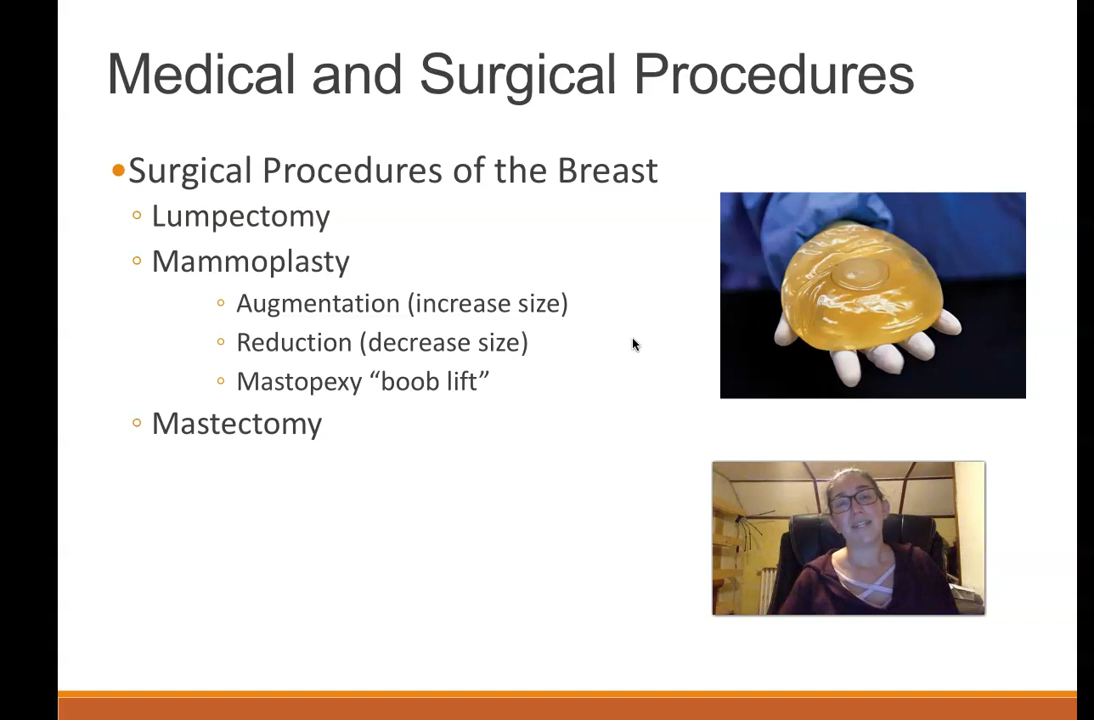 Medical and Surgical Procedures
•Surgical Procedures of the Breast
◦ Lumpectomy
◦ Mammoplasty
◦ Augmentation (increase size)
◦ Reduction (decrease size)
◦ Mastopexy “boob lift”
◦ Mastectomy